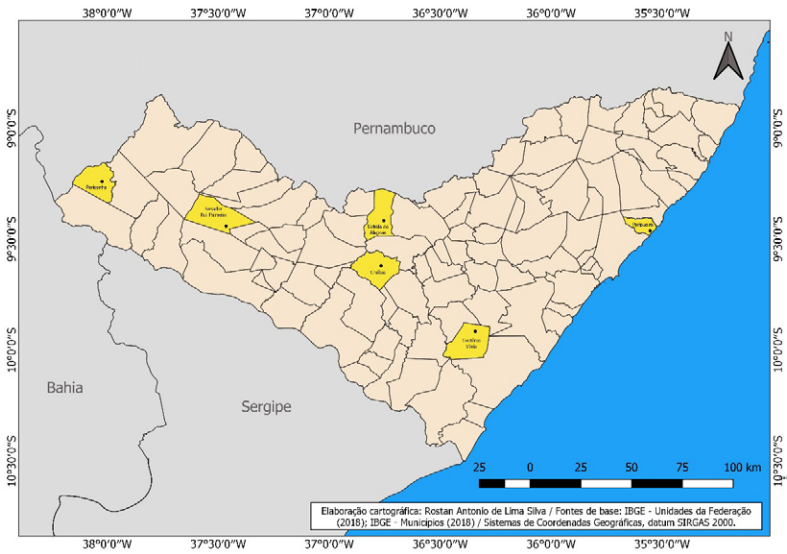 38°0'0"W 37°30'0"W 37°0'0"W 36°30'0"W 36°0'0"W 35°30'0"W
N
9°0'0"S 9°0'0"S
Pernambuco
Pariconha
Senador
Rui Palmeira
Estrela de
Alagoas
Paripueira
9°30'0"S 9°30'0"S
Craíbas
Teotônio
Vilela
10°0'0"S 10°0'0"S
Bahia
Sergipe
10°30'0"S 10°30'0"S
25 0 25 50 75 100 km
Elaboração cartográfica: Rostan Antonio de Lima Silva / Fontes de base: IBGE - Unidades da Federação
(2018); IBGE - Municípios (2018) / Sistemas de Coordenadas Geográficas, datum SIRGAS 2000.
38°0'0"W 37°30'0"W 37°0'0"W 36°30'0"W 36°0'0"W 35°30'0"W